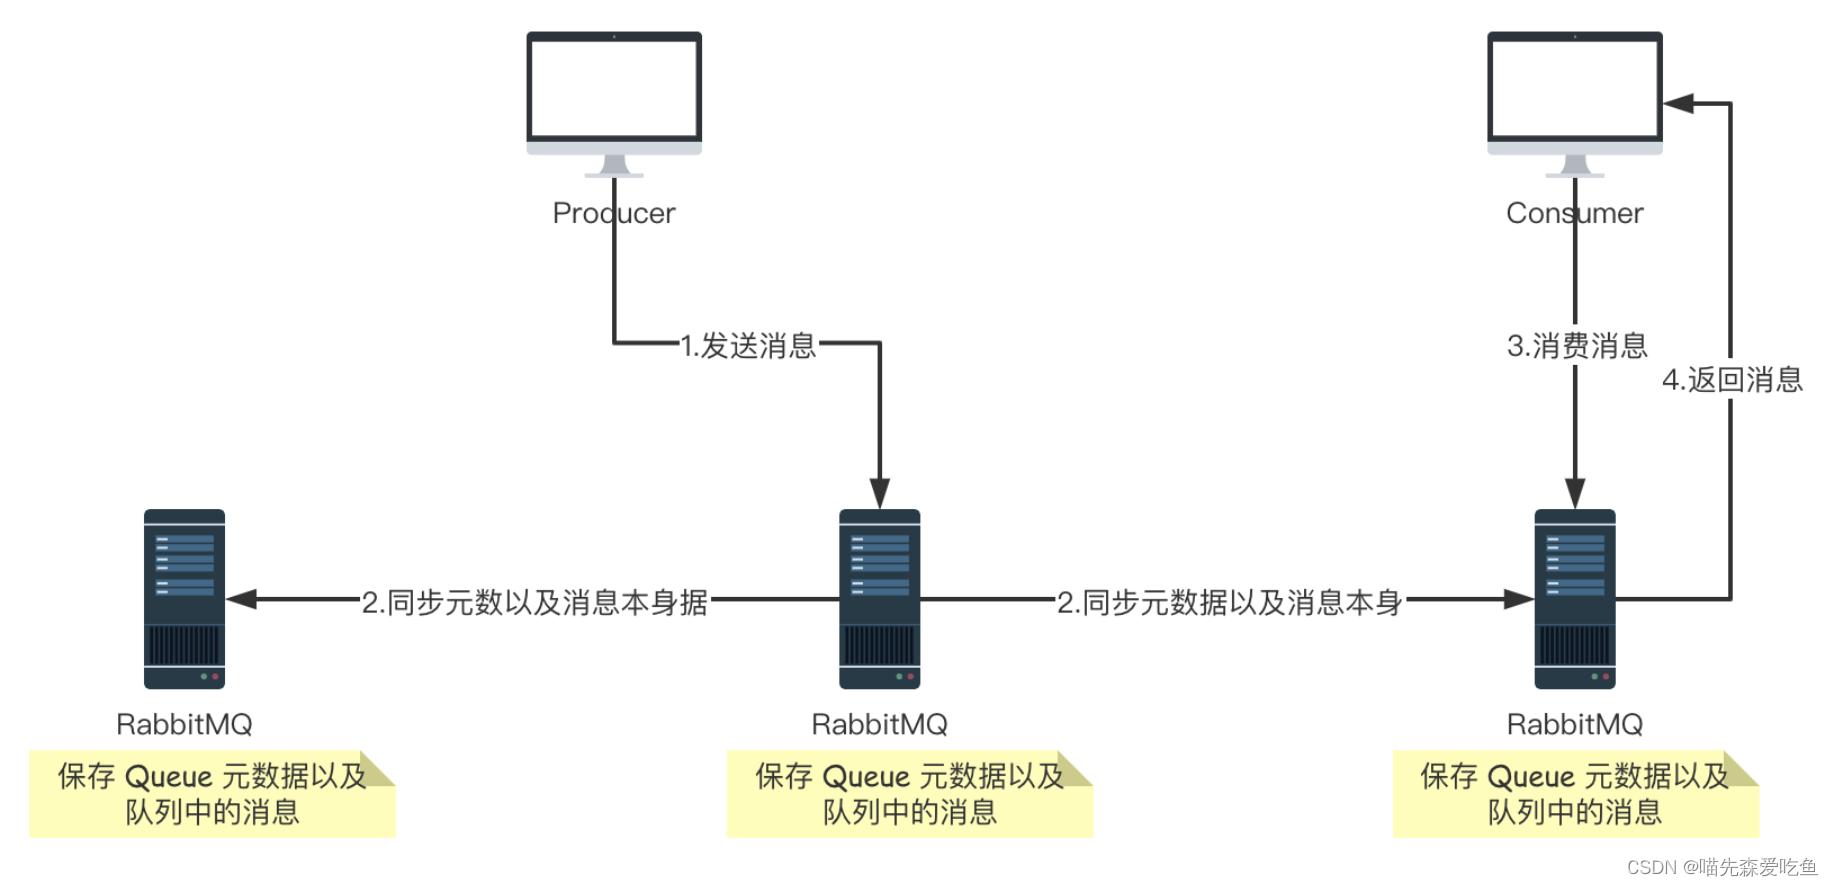 Producer
Consumer
1.发送消息
3.消费消息
4.返回消息
2.同步元数以及消息本身据
2.同步元数据以及消息本身
RabbitMQ
RabbitMQ
RabbitMQ
保存 Queue 元数据以及
队列中的消息
保存 Queue 元数据以及
队列中的消息
保存 Queue 元数据以及
队列中的消息
CSDN @喵先森爱吃鱼